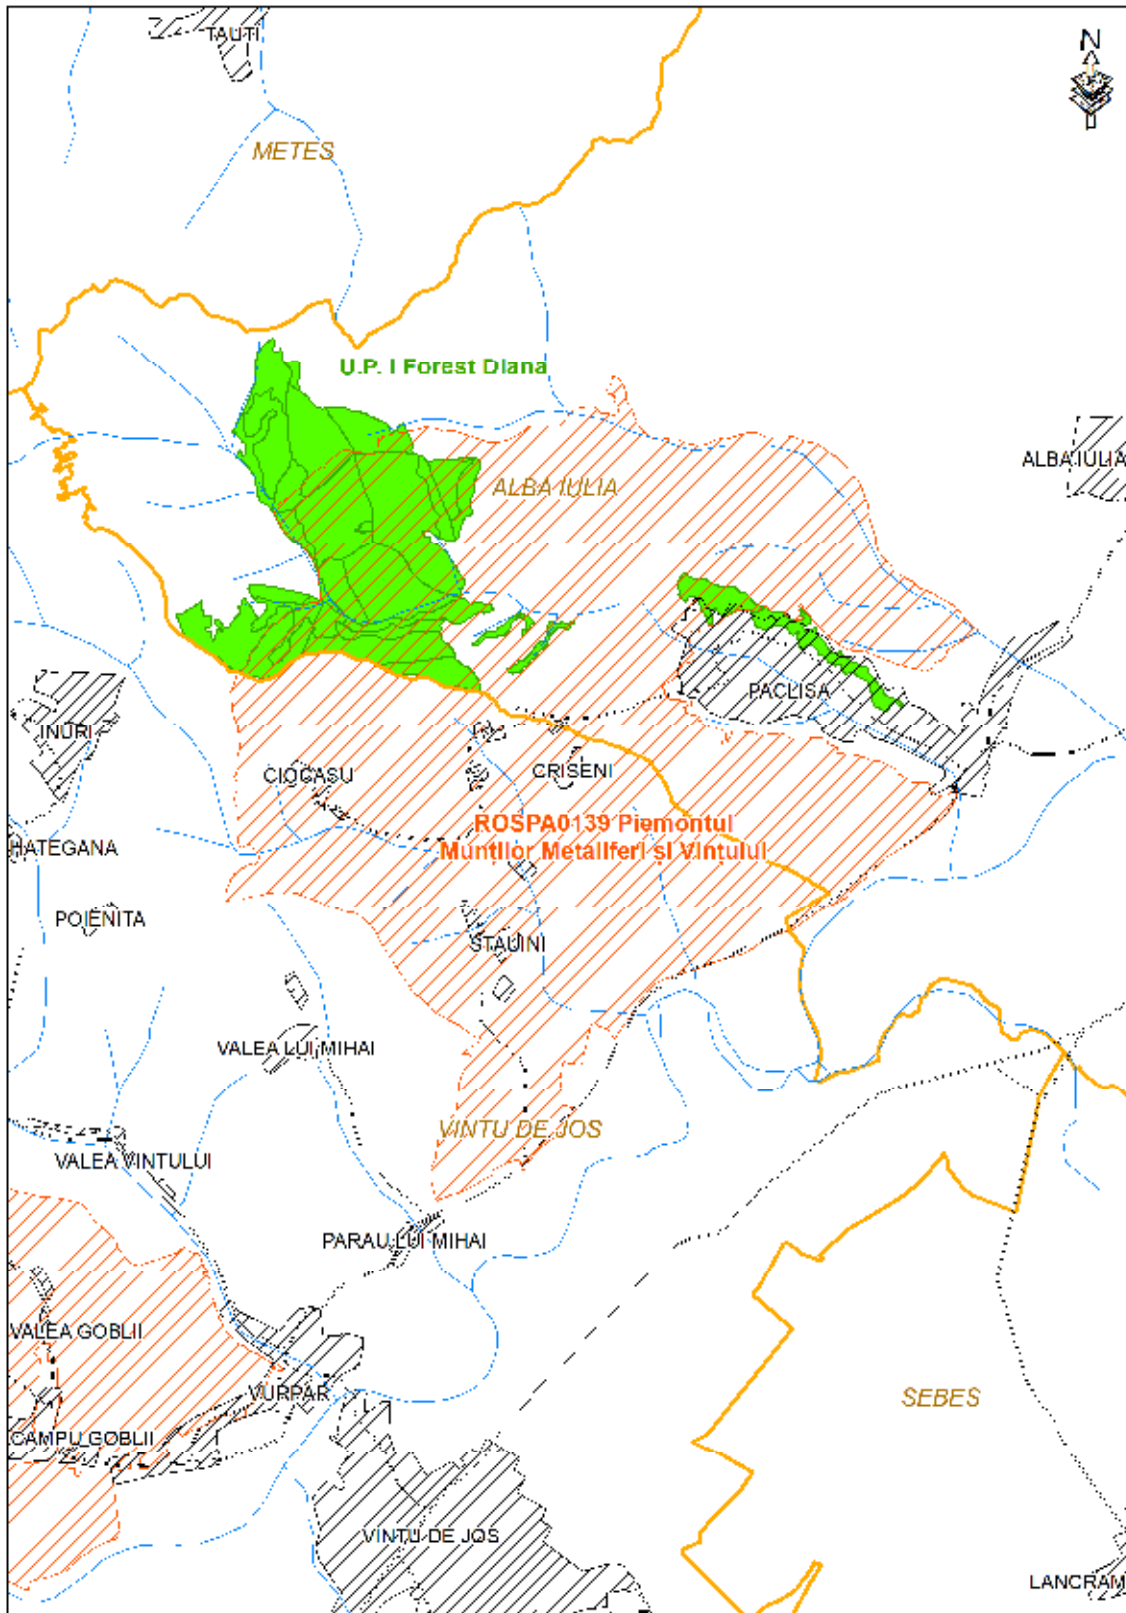 TAUTI
N
METES
U.P. I Forest Diana
ALBA IULIA
ALBA IULIA
PACLISA
INURI
CIOCASU
CRISENI
ROSPA0139 Piemontul
Muntilor Metaliferi si Vintului
HATEGANA
POIENITA
STAUINI
VALEA LUI MIHAI
VINTU DE JOS
VALEA VINTULUI
PARAU LUI MIHAI
VALEA GOBLII
VURPAR
SEBES
CAMPU GOBLII
VINTU DE JOS
LANCRAM